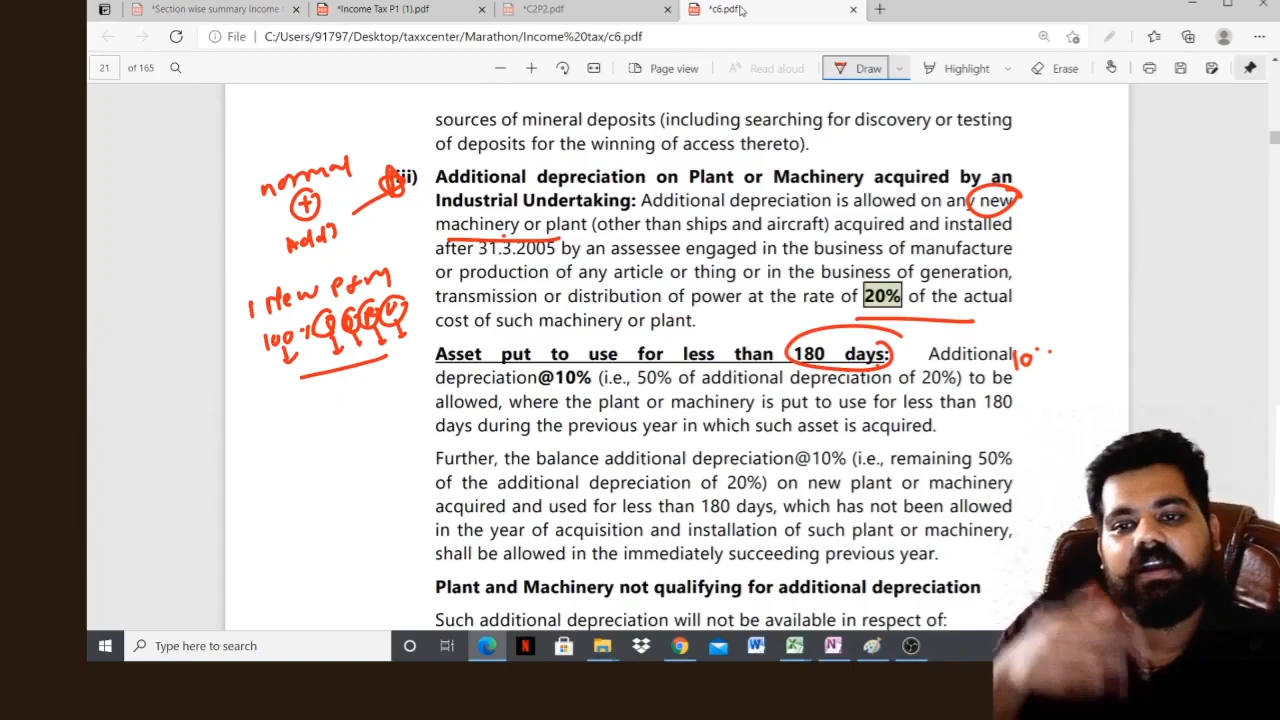 *Section wise summary Income
*Income Tax P1 (1).pdf
*C2P2.pdf
*c6.pdf
File
C:/Users/91797/Desktop/taxxcenter/Marathon/Income%20tax/c6.pdf
21
of 165
Page view
Read aloud
Draw
Highlight
Erase
sources of mineral deposits (including searching for discovery or testing
of deposits for the winning of access thereto).
ii) Additional depreciation on Plant or Machinery acquired by an
Industrial Undertaking: Additional depreciation is allowed on any new
machinery or plant (other than ships and aircraft) acquired and installed
after 31.3.2005 by an assessee engaged in the business of manufacture
or production of any article or thing or in the business of generation,
transmission or distribution of power at the rate of 20% of the actual
cost of such machinery or plant.
Asset put to use for less than 180 days: Additional
depreciation@10% (i.e., 50% of additional depreciation of 20%) to be
allowed, where the plant or machinery is put to use for less than 180
days during the previous year in which such asset is acquired.
Further, the balance additional depreciation@10% (i.e., remaining 50%
of the additional depreciation of 20%) on new plant or machinery
acquired and used for less than 180 days, which has not been allowed
in the year of acquisition and installation of such plant or machinery,
shall be allowed in the immediately succeeding previous year.
Plant and Machinery not qualifying for additional depreciation
Such additional depreciation will not be available in respect of:
normal
+
1 New P&M
100%
10
Type here to search